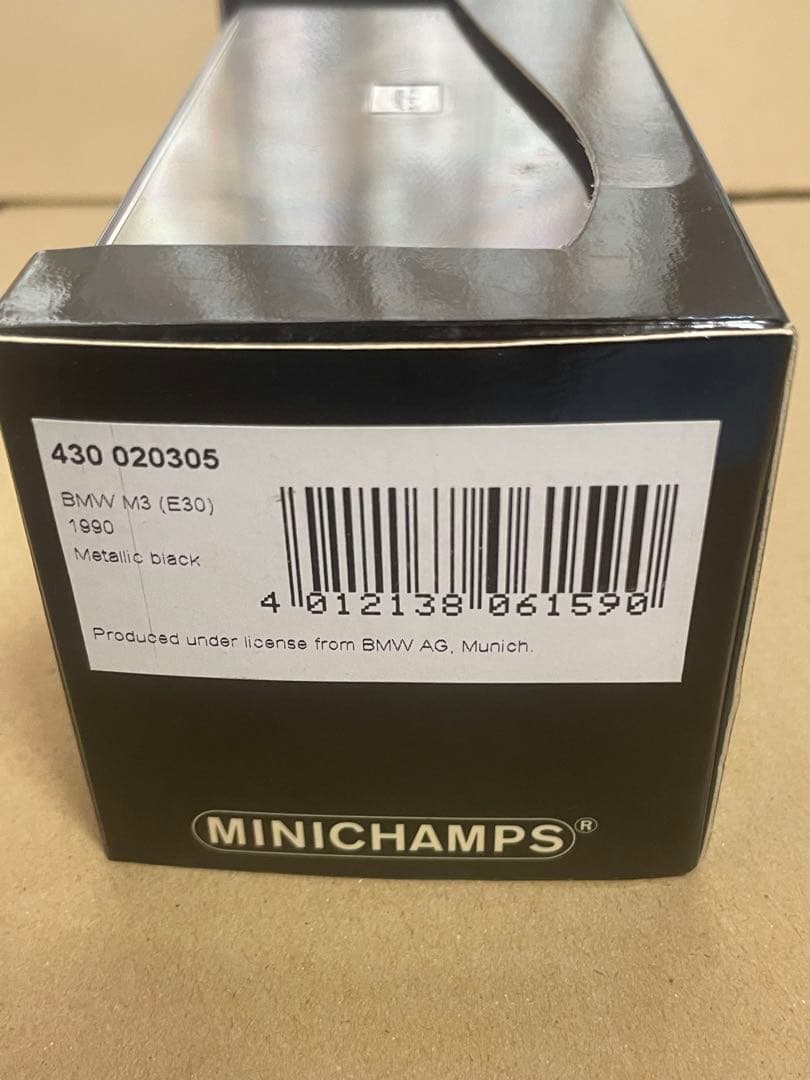 430 020305
BMW M3 (E30)
1990
Metallic black
4 012138 061590
Produced under license from BMW AG, Munich.
MINICHAMPS®